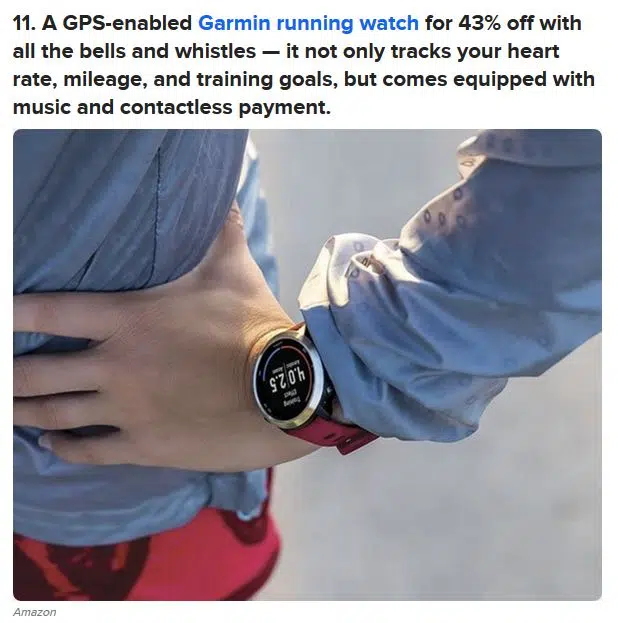 11. A GPS-enabled Garmin running watch for 43% off with
all the bells and whistles — it not only tracks your heart
rate, mileage, and training goals, but comes equipped with
music and contactless payment.
Training
Effect
4.0 2.5
Aerobic Anaer.
Amazon